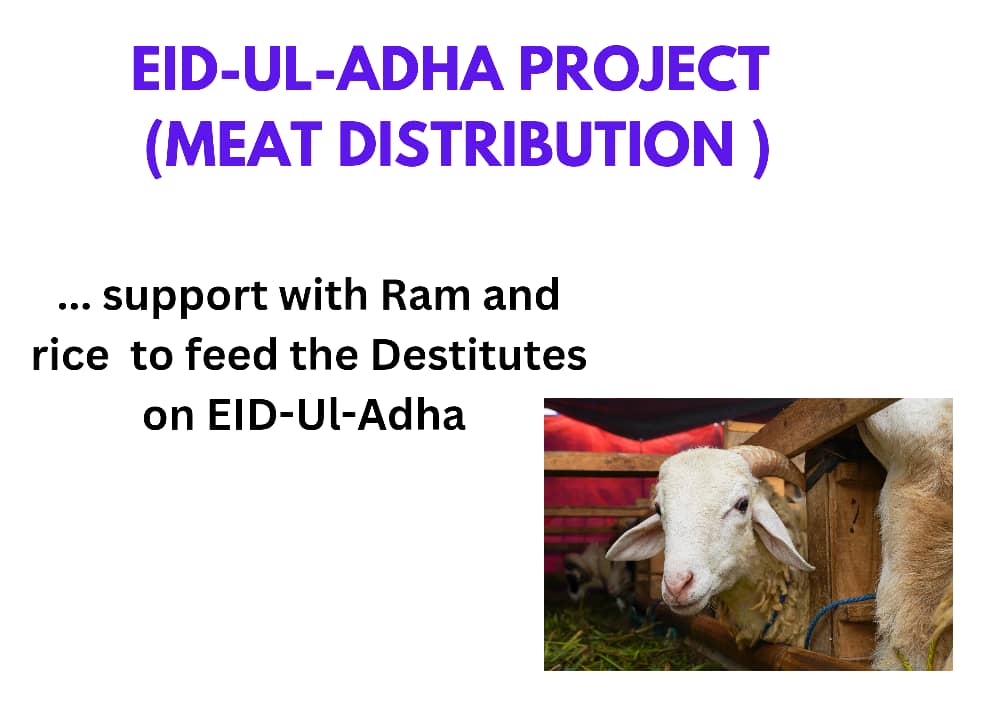 EID-UL-ADHA PROJECT
(MEAT DISTRIBUTION )
... support with Ram and
rice to feed the Destitutes
on EID-Ul-Adha